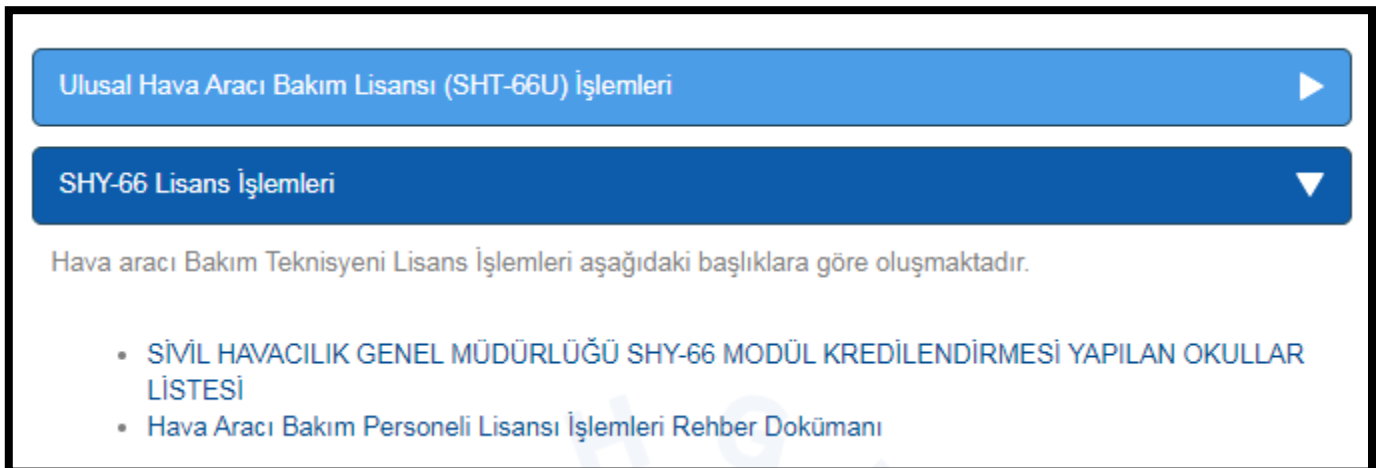 Ulusal Hava Aracı Bakım Lisansı (SHT-66U) İşlemleri
SHY-66 Lisans İşlemleri
Hava aracı Bakım Teknisyeni Lisans İşlemleri aşağıdaki başlıklara göre oluşmaktadır.
• SİVİL HAVACILIK GENEL MÜDÜRLÜĞÜ SHY-66 MODÜL KREDİLENDİRMESİ YAPILAN OKULLAR
LİSTESİ
• Hava Aracı Bakım Personeli Lisansı İşlemleri Rehber Dokümanı